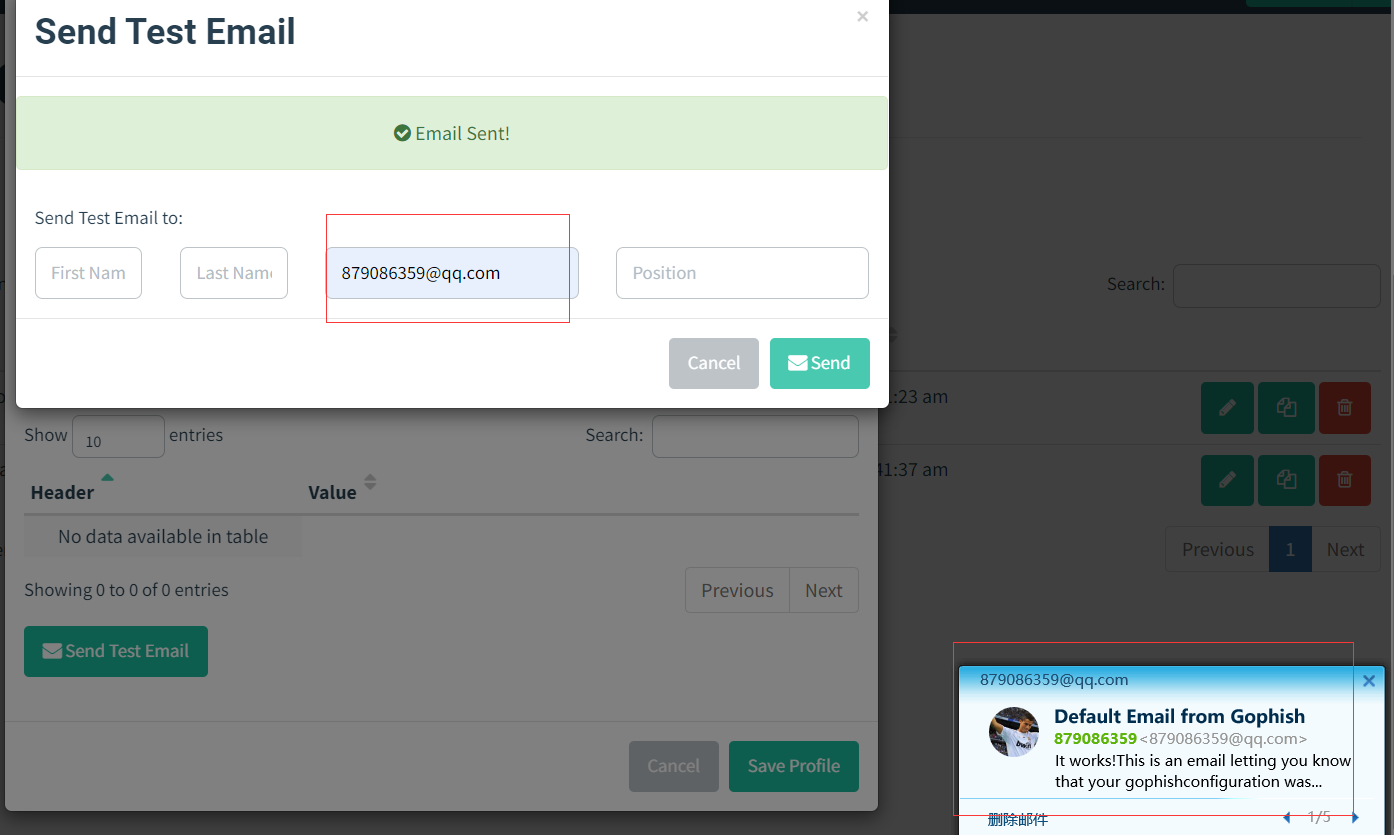 Send Test Email
×
Email Sent!
Send Test Email to:
First Nam
Last Name
879086359@qq.com
Position
Cancel
Send
Search:
:23 am
Show 10 entries
Search:
Header
Value
41:37 am
No data available in table
Showing 0 to 0 of 0 entries
Previous
Next
Previous
1
Next
Send Test Email
Cancel
Save Profile
879086359@qq.com
Default Email from Gophish
879086359<879086359@qq.com>
It works!This is an email letting you know
that your gophishconfiguration was...
删除邮件
1/5